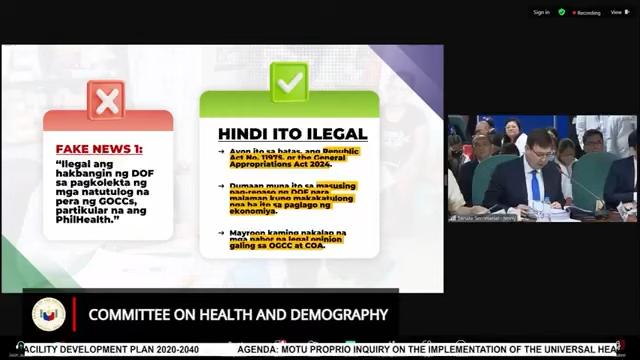 Sign in
Recording
View
FAKE NEWS 1:
"Ilegal ang
hakbangin ng DOF
sa pagkolekta ng
mga natutulog na
pera ng GOCCs,
partikular na ang
PhilHealth."
HINDI ITO ILEGAL
→ Ayon ito sa batas, ang Republic
Act No. 11975, or the General
Appropriations Act 2024.
→ Dumaan muna ito sa masusing
pag-repaso ng DOF para
malaman kung makakatulong
nga ba ito sa paglago ng
ekonomiya.
→ Mayroon kaming nakalap na
mga pabor na legal opinion
galing sa OGCC at COA.
COMMITTEE ON HEALTH AND DEMOGRAPHY
ACILITY DEVELOPMENT PLAN 2020-2040 AGENDA: MOTU PROPRIO INQUIRY ON THE IMPLEMENTATION OF THE UNIVERSAL HEA